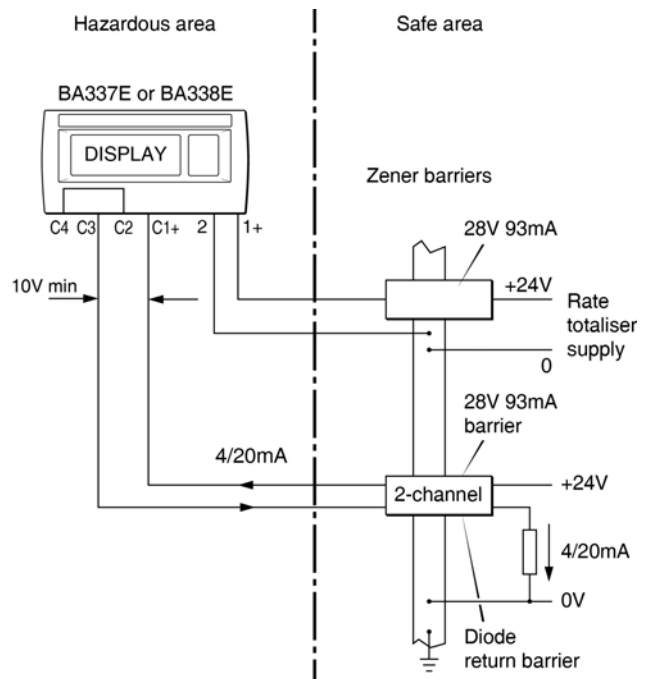 Hazardous area
Safe area
BA337E or BA338E
DISPLAY
Zener barriers
C4 C3 C2 C1+ 2 1+
28V 93mA
10V min
+24V
Rate
totaliser
supply
0
28V 93mA
barrier
4/20mA
2-channel
+24V
4/20mA
0V
Diode
return barrier